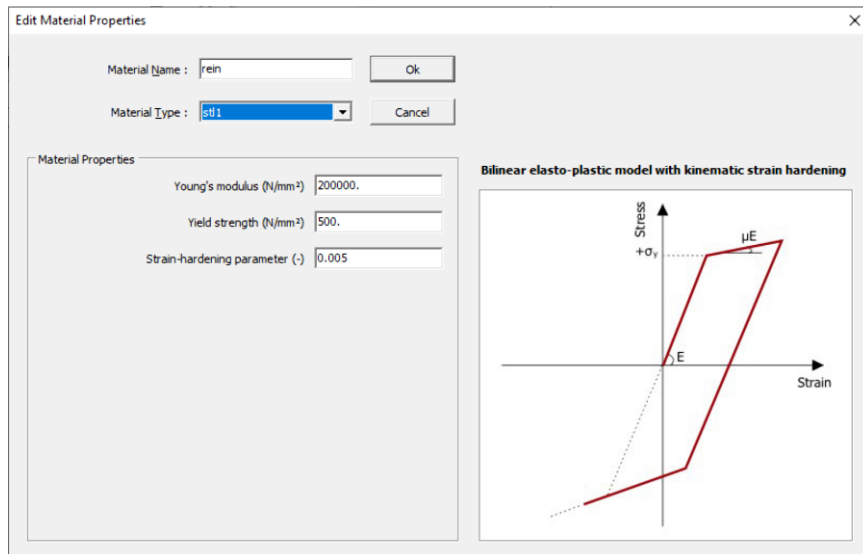 Edit Material Properties
Material Name : rein
Ok
Material Type : stl1
Cancel
Material Properties
Young's modulus (N/mm²) 200000.
Yield strength (N/mm²) 500.
Strain-hardening parameter (-) 0.005
Bilinear elasto-plastic model with kinematic strain hardening
Stress
μE
+σy
E
Strain